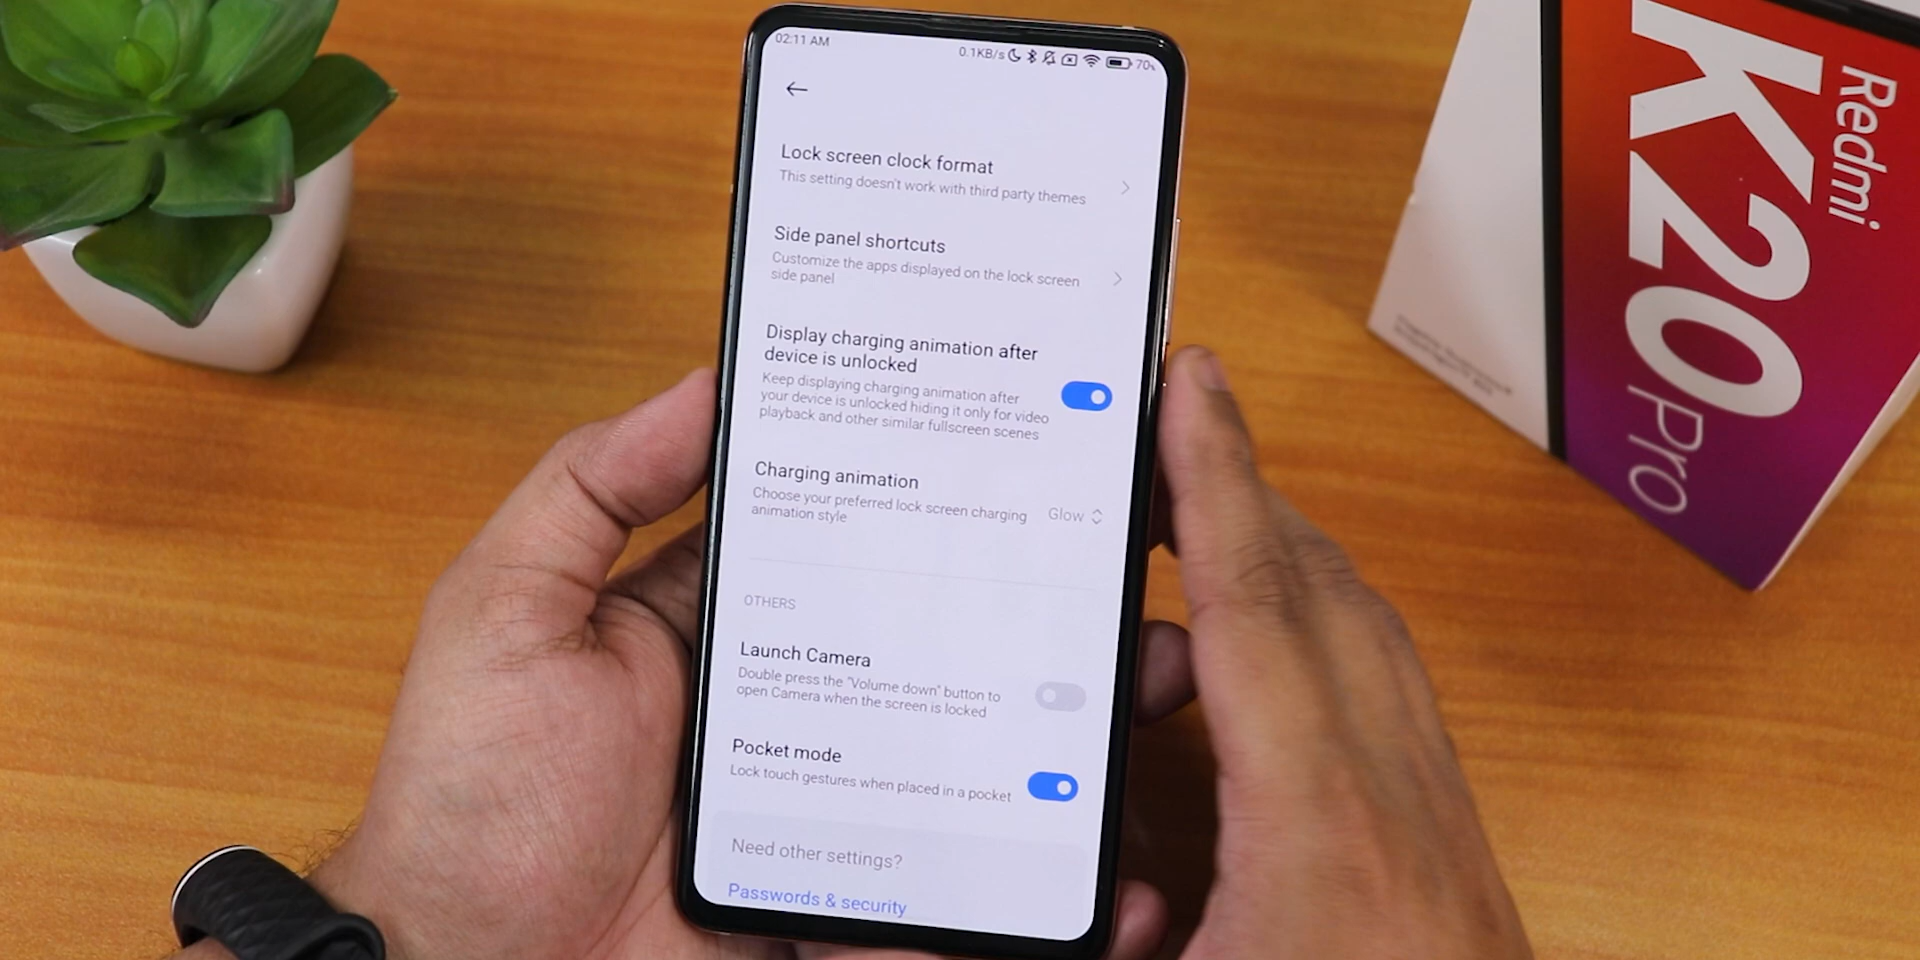 02:11 AM
0.1KB/s
70%
Lock screen clock format
This setting doesn't work with third party themes
Side panel shortcuts
Customize the apps displayed on the lock screen
side panel
Display charging animation after
device is unlocked
Keep displaying charging animation after
your device is unlocked hiding it only for video
playback and other similar fullscreen scenes
Charging animation
Choose your preferred lock screen charging
animation style
Glow
OTHERS
Launch Camera
Double press the "Volume down" button to
open Camera when the screen is locked
Pocket mode
Lock touch gestures when placed in a pocket
Need other settings?
Passwords & security
Redmi
K20 Pro